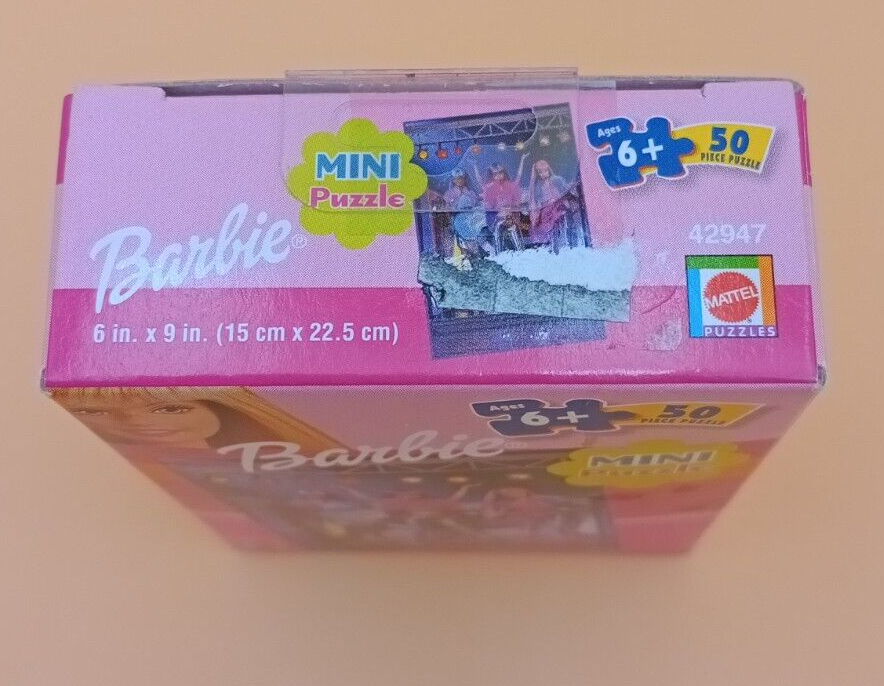 MINI
Puzzle
Ages
6+
50
PIECE PUZZLE
Barbie®
42947
MATTEL
PUZZLES
6 in. x 9 in. (15 cm x 22.5 cm)
Ages
6+
50
PIECE PUZZLE
Barbie
MINI
Puzzle